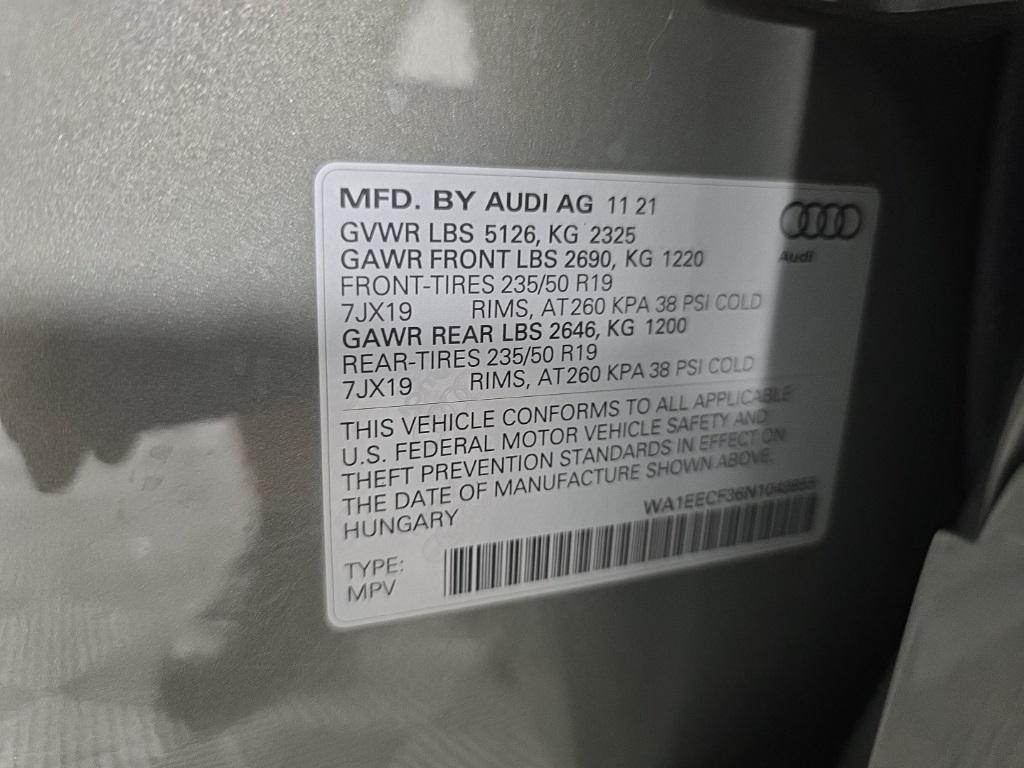 MFD. BY AUDI AG 11 21
GVWR LBS 5126, KG 2325
GAWR FRONT LBS 2690, KG 1220
FRONT-TIRES 235/50 R19
7JX19 RIMS, AT260 KPA 38 PSI COLD
GAWR REAR LBS 2646, KG 1200
REAR-TIRES 235/50 R19
7JX19 RIMS, AT260 KPA 38 PSI COLD
Audi
THIS VEHICLE CONFORMS TO ALL APPLICABLE
U.S. FEDERAL MOTOR VEHICLE SAFETY AND
THEFT PREVENTION STANDARDS IN EFFECT ON
THE DATE OF MANUFACTURE SHOWN ABOVE.
HUNGARY
TYPE:
MPV